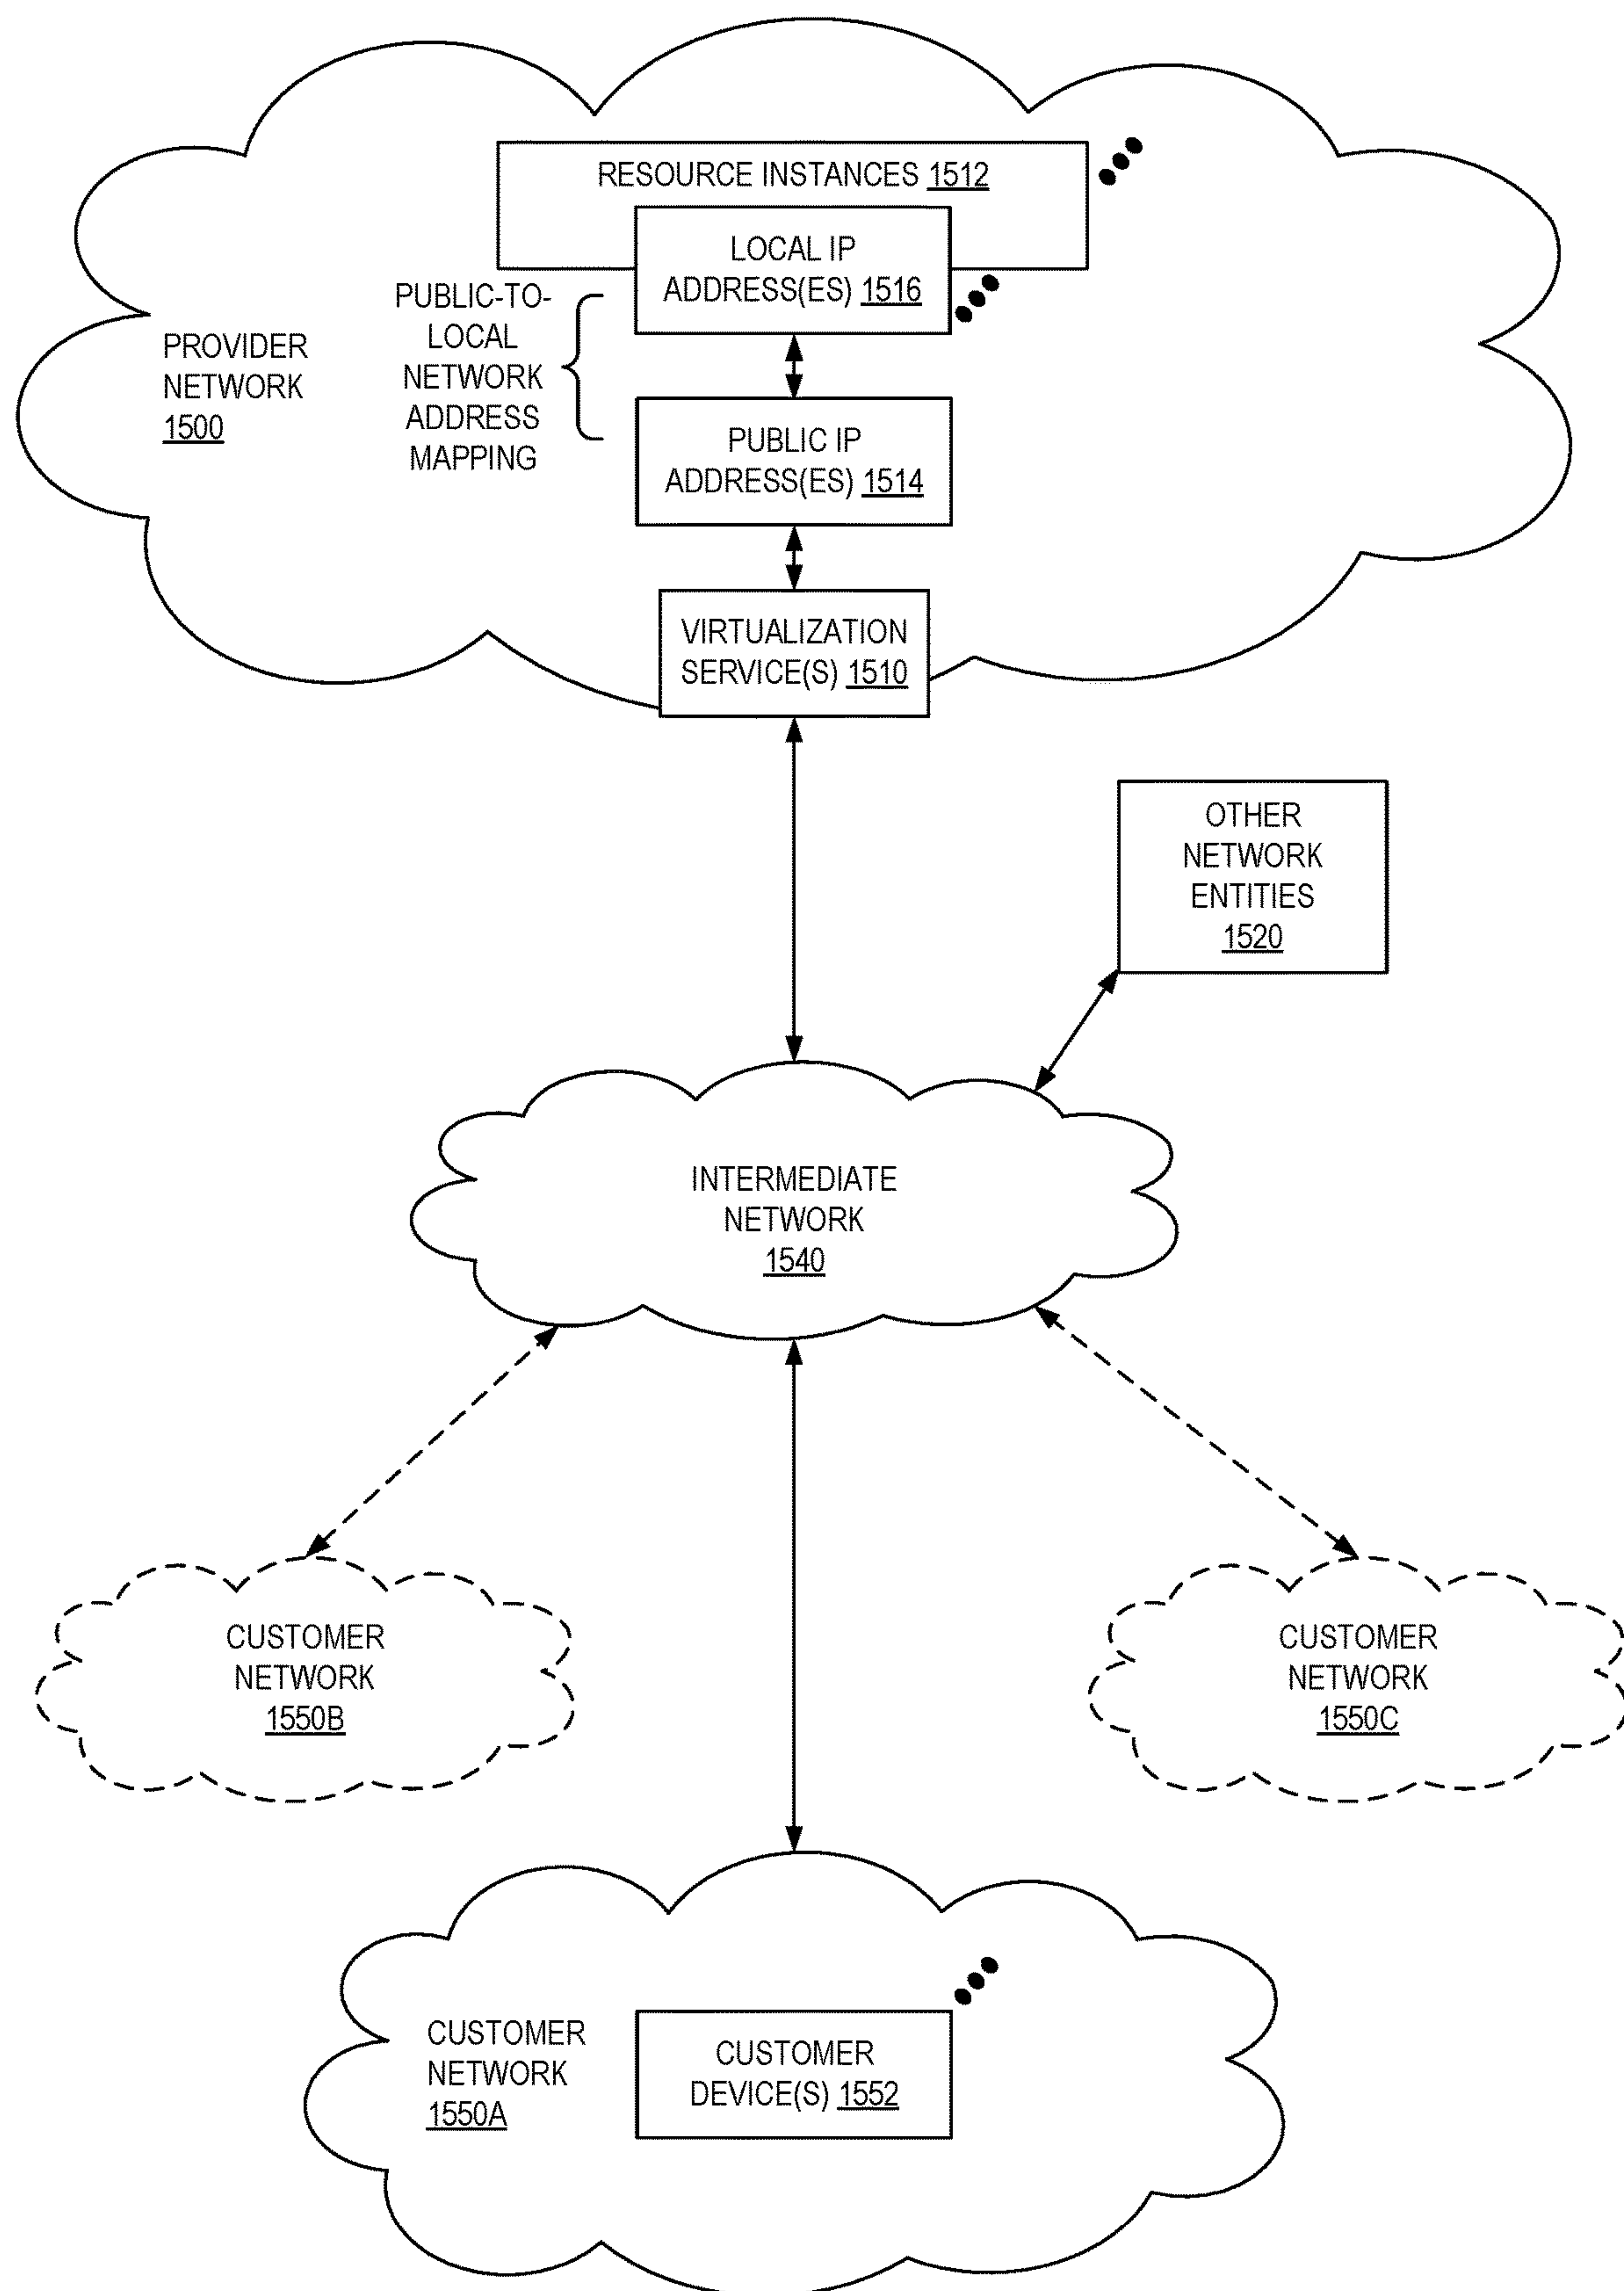 RESOURCE INSTANCES 1512
LOCAL IP
ADDRESS(ES) 1516
PUBLIC-TO-
LOCAL
NETWORK
ADDRESS
MAPPING
PROVIDER
NETWORK
1500
PUBLIC IP
ADDRESS(ES) 1514
VIRTUALIZATION
SERVICE(S) 1510
OTHER
NETWORK
ENTITIES
1520
INTERMEDIATE
NETWORK
1540
CUSTOMER
NETWORK
1550B
CUSTOMER
NETWORK
1550C
CUSTOMER
NETWORK
1550A
CUSTOMER
DEVICE(S) 1552